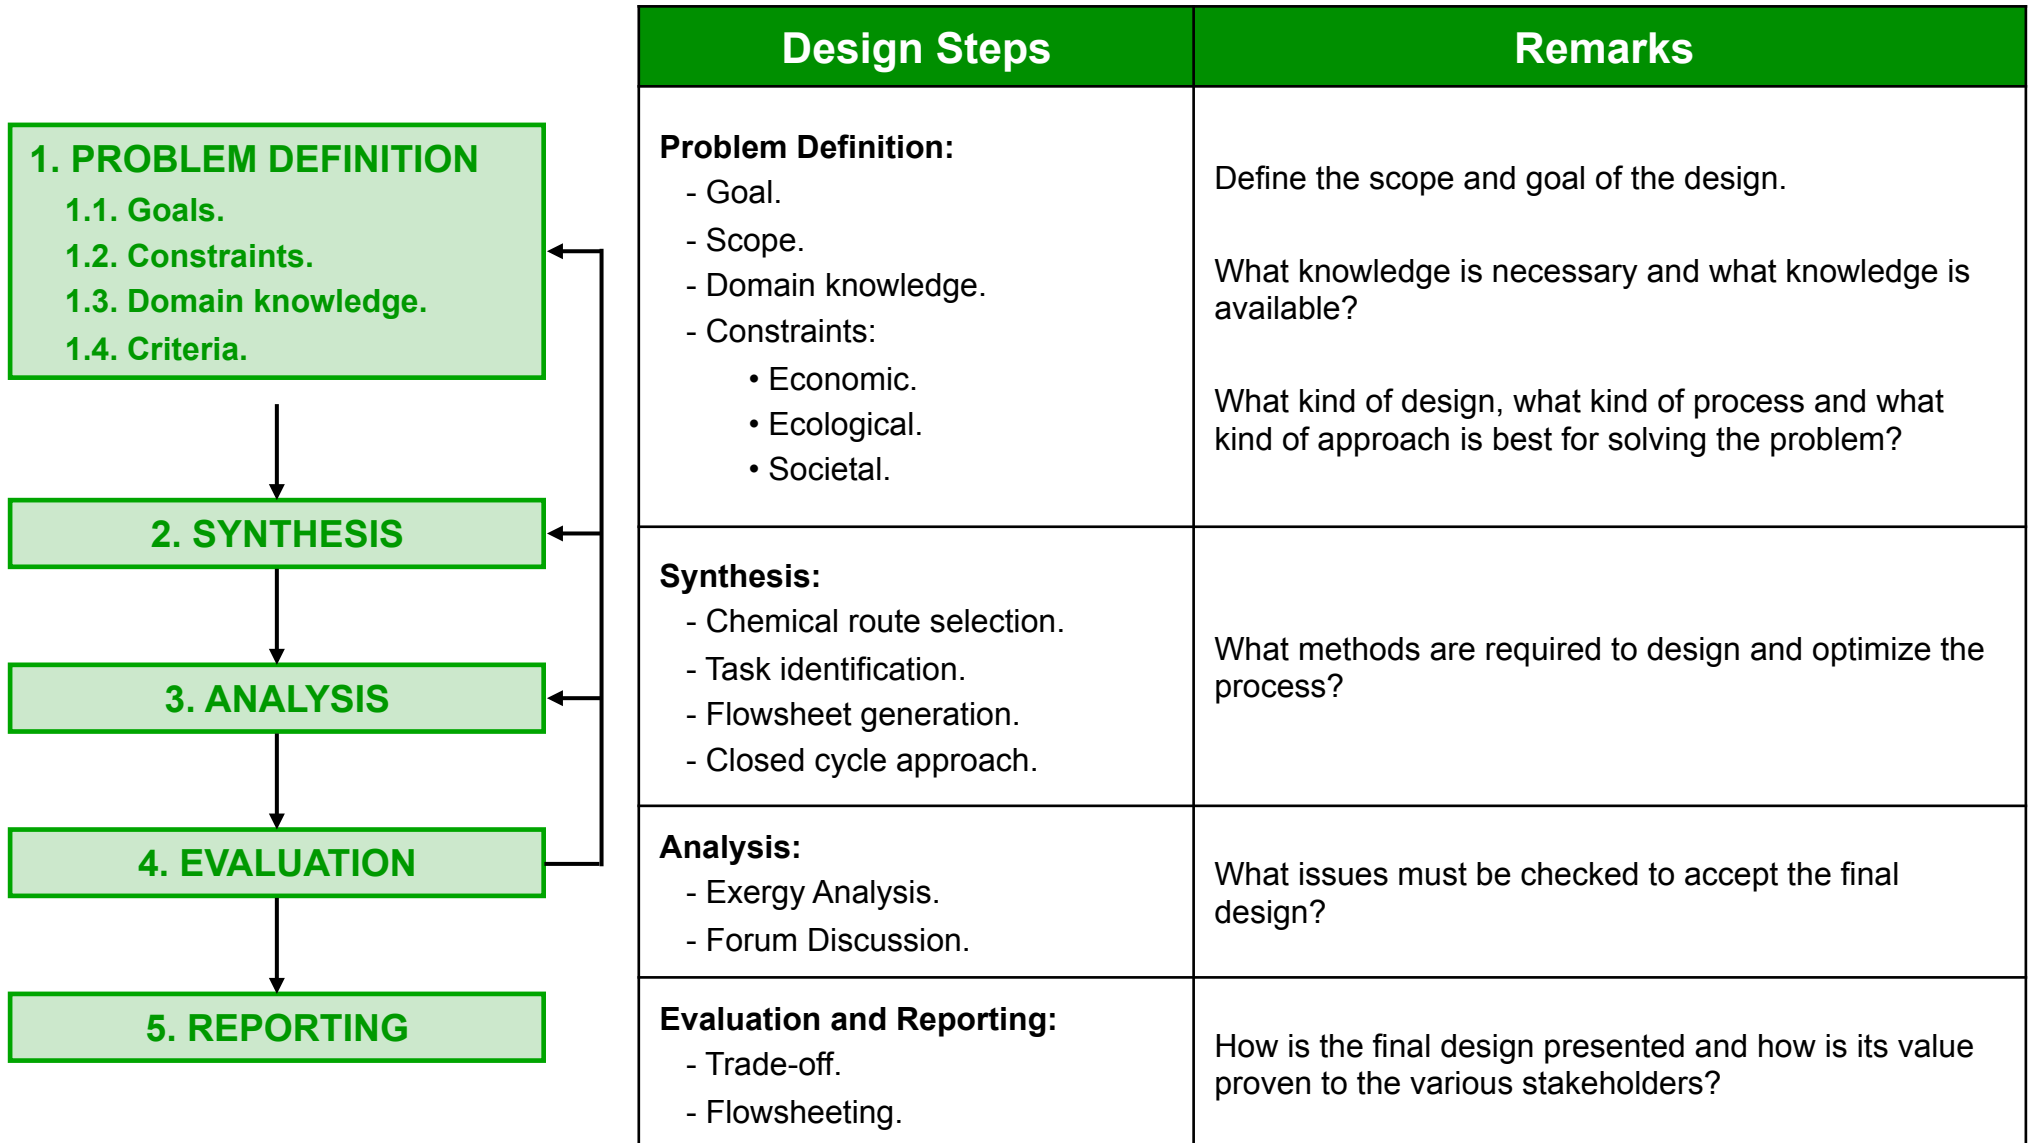 1. PROBLEM DEFINITION
1.1. Goals.
1.2. Constraints.
1.3. Domain knowledge.
1.4. Criteria.
2. SYNTHESIS
3. ANALYSIS
4. EVALUATION
5. REPORTING
Design Steps
Remarks
Problem Definition:
- Goal.
- Scope.
- Domain knowledge.
- Constraints:
• Economic.
• Ecological.
• Societal.
Define the scope and goal of the design.
What knowledge is necessary and what knowledge is
available?
What kind of design, what kind of process and what
kind of approach is best for solving the problem?
Synthesis:
- Chemical route selection.
- Task identification.
- Flowsheet generation.
- Closed cycle approach.
What methods are required to design and optimize the
process?
Analysis:
- Exergy Analysis.
- Forum Discussion.
What issues must be checked to accept the final
design?
Evaluation and Reporting:
- Trade-off.
- Flowsheeting.
How is the final design presented and how is its value
proven to the various stakeholders?